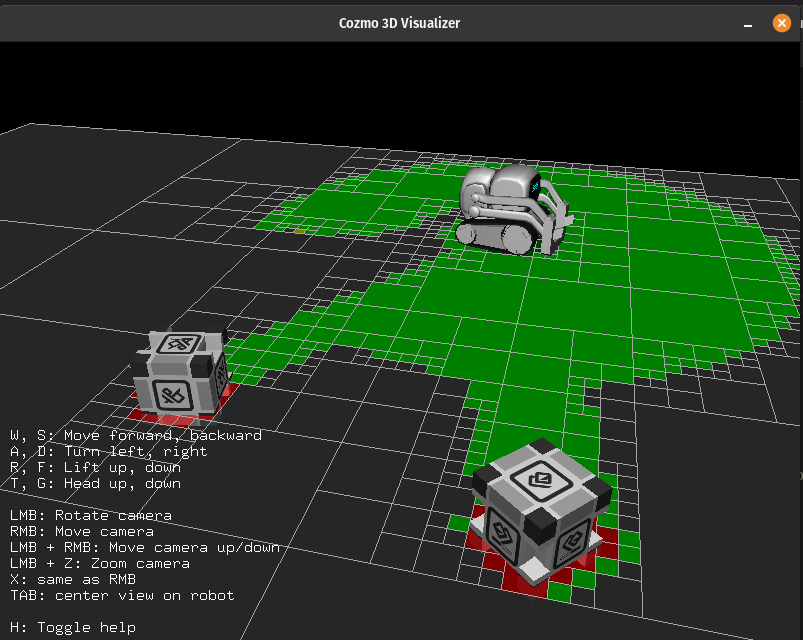 Cozmo 3D Visualizer
W, S: Move forward, backward
A, D: Turn left, right
R, F: Lift up, down
T, G: Head up, down
LMB: Rotate camera
RMB: Move camera
LMB + RMB: Move camera up/down
LMB + Z: Zoom camera
X: same as RMB
TAB: center view on robot
H: Toggle help